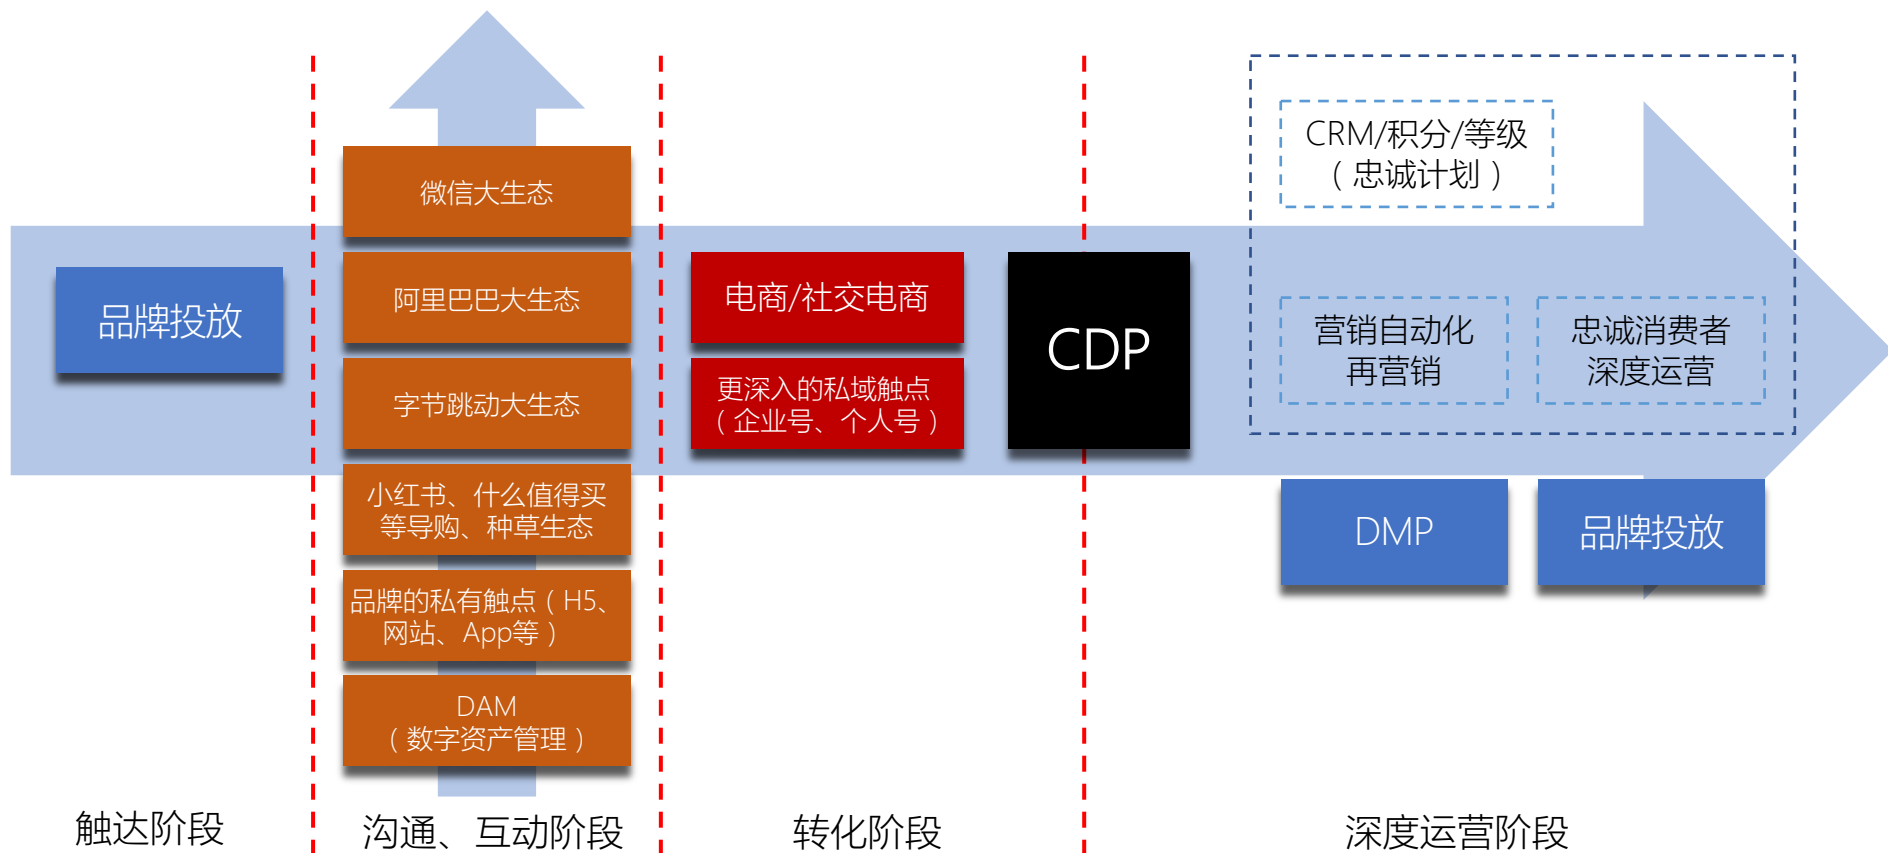 品牌投放
微信大生态
阿里巴巴大生态
字节跳动大生态
小红书、什么值得买
等导购、种草生态
品牌的私有触点（H5、
网站、App等）
DAM
（数字资产管理）
电商/社交电商
更深入的私域触点
（企业号、个人号）
CDP
CRM/积分/等级
（忠诚计划）
营销自动化
再营销
忠诚消费者
深度运营
DMP
品牌投放
触达阶段
沟通、互动阶段
转化阶段
深度运营阶段